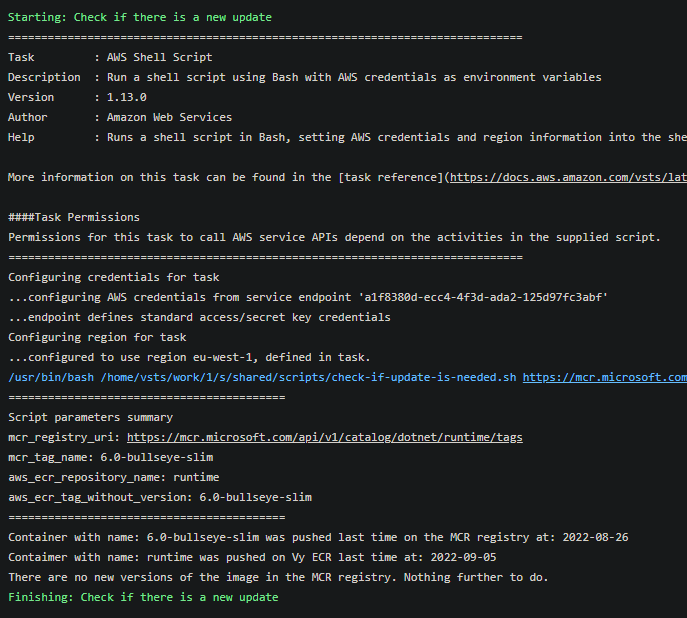 Starting: Check if there is a new update
==============================================================================
Task         : AWS Shell Script
Description  : Run a shell script using Bash with AWS credentials as environment variables
Version      : 1.13.0
Author       : Amazon Web Services
Help         : Runs a shell script in Bash, setting AWS credentials and region information into the she
More information on this task can be found in the [task reference](https://docs.aws.amazon.com/vsts/lat
####Task Permissions
Permissions for this task to call AWS service APIs depend on the activities in the supplied script.
==============================================================================
Configuring credentials for task
...configuring AWS credentials from service endpoint 'a1f8380d-ecc4-4f3d-ada2-125d97fc3abf'
...endpoint defines standard access/secret key credentials
Configuring region for task
...configured to use region eu-west-1, defined in task.
/usr/bin/bash /home/vsts/work/1/s/shared/scripts/check-if-update-is-needed.sh https://mcr.microsoft.com
==========================================
Script parameters summary
mcr_registry_uri: https://mcr.microsoft.com/api/v1/catalog/dotnet/runtime/tags
mcr_tag_name: 6.0-bullseye-slim
aws_ecr_repository_name: runtime
aws_ecr_tag_without_version: 6.0-bullseye-slim
==========================================
Container with name: 6.0-bullseye-slim was pushed last time on the MCR registry at: 2022-08-26
Contaimer with name: runtime was pushed on Vy ECR last time at: 2022-09-05
There are no new versions of the image in the MCR registry. Nothing further to do.
Finishing: Check if there is a new update